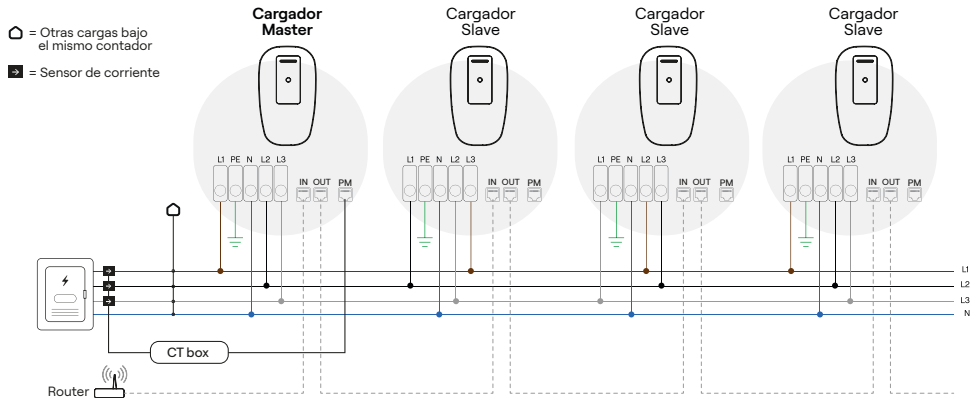 = Otras cargas bajo
el mismo contador
= Sensor de corriente
Cargador
Master
Cargador
Slave
Cargador
Slave
Cargador
Slave
L1 PE N L2 L3
IN OUT PM
L1 PE N L2 L3
IN OUT PM
L1 PE N L2 L3
IN OUT PM
L1 PE N L2 L3
IN OUT PM
L1
L2
L3
N
CT box
Router